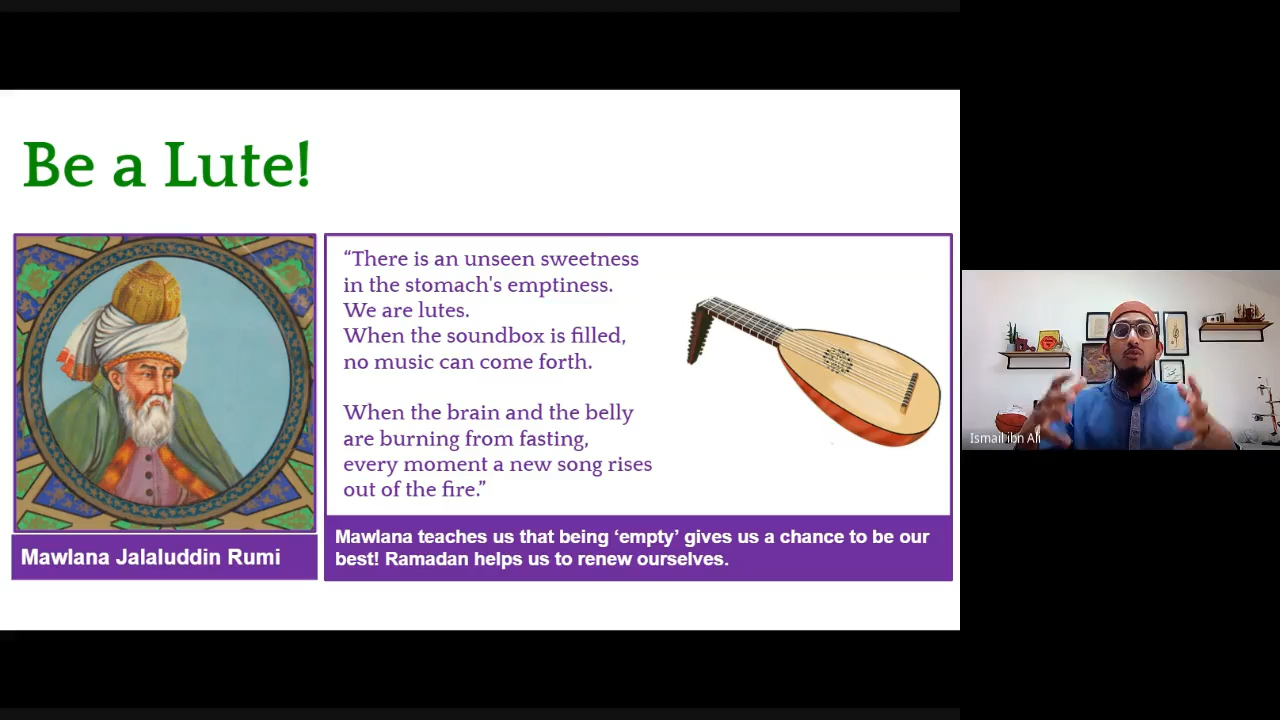 Be a Lute!
“There is an unseen sweetness
in the stomach's emptiness.
We are lutes.
When the soundbox is filled,
no music can come forth.
When the brain and the belly
are burning from fasting,
every moment a new song rises
out of the fire.”
Mawlana Jalaluddin Rumi
Mawlana teaches us that being ‘empty’ gives us a chance to be our
best! Ramadan helps us to renew ourselves.
Ismail ibn Ali